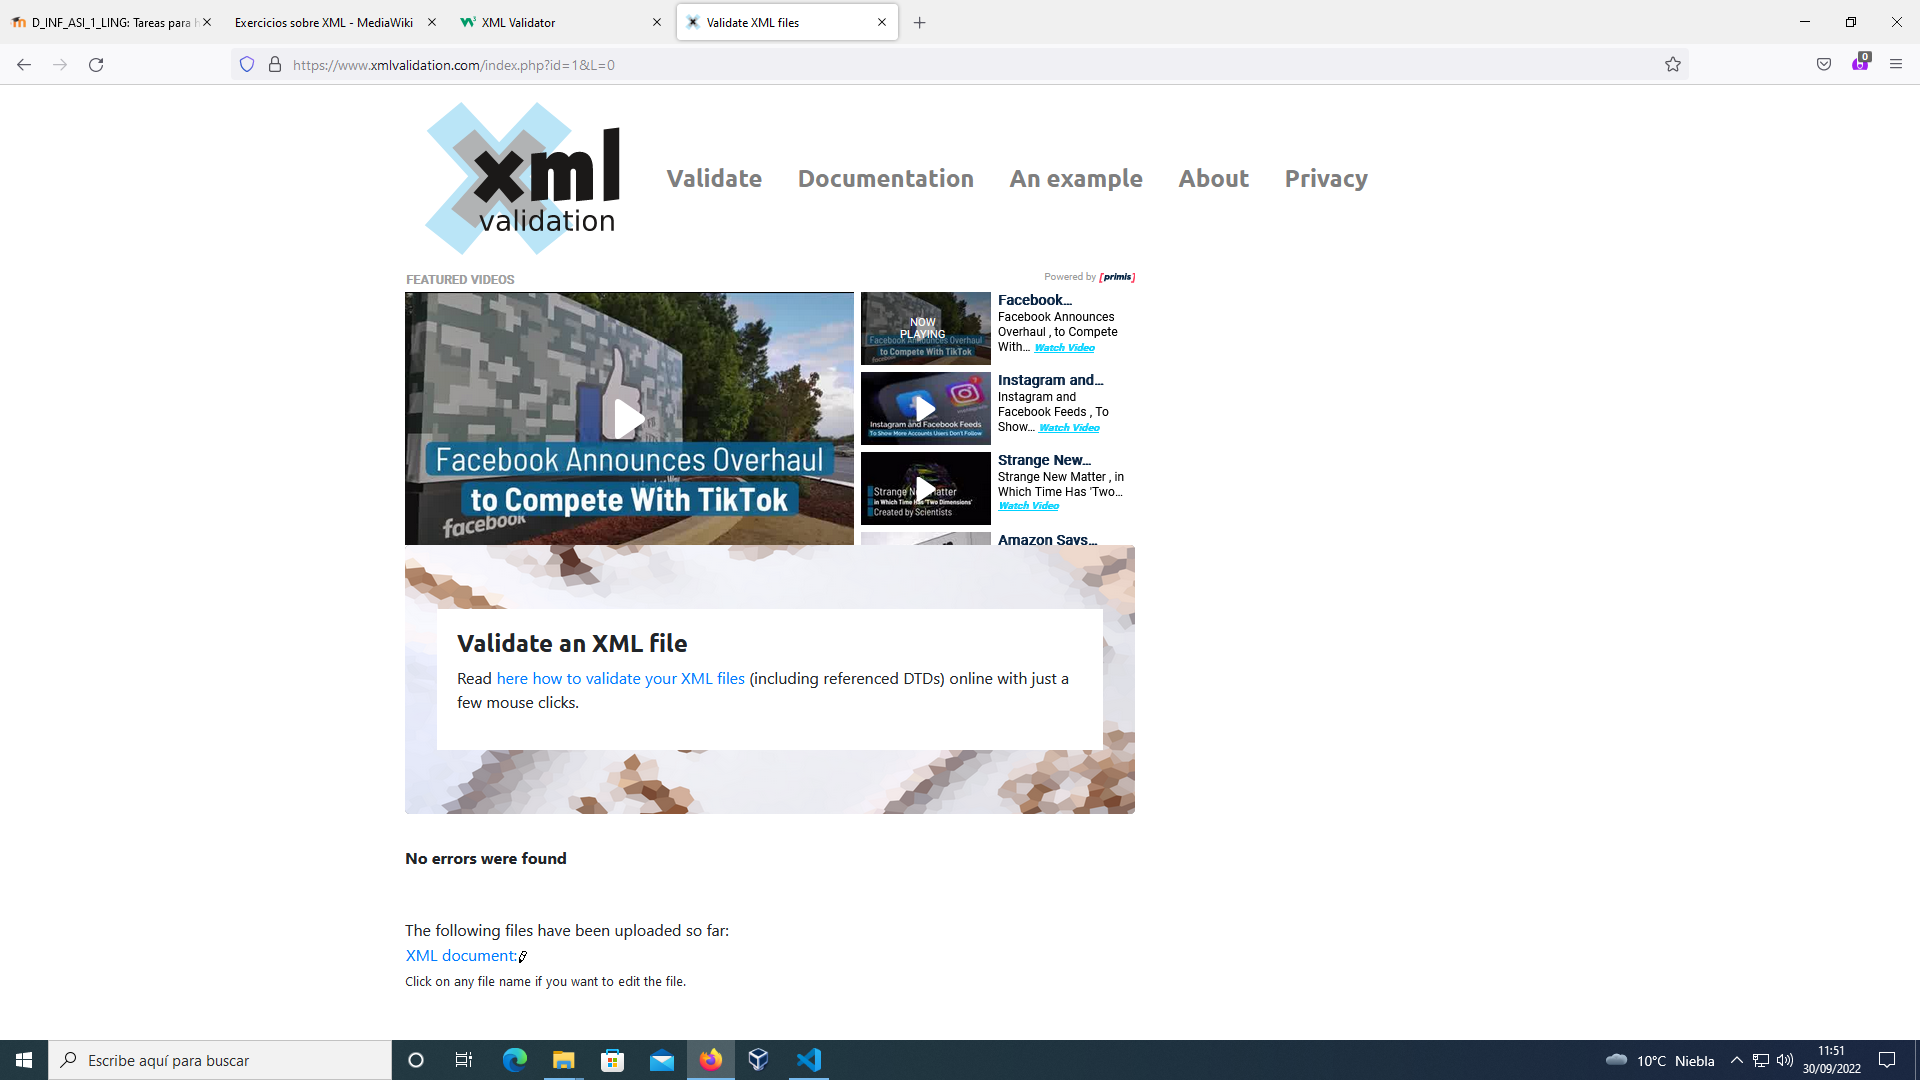 D_INF_ASI_1_LING: Tareas para h
Exercicios sobre XML - MediaWiki
XML Validator
Validate XML files
https://www.xmlvalidation.com/index.php?id=1&L=0
0
xml
validation
Validate
Documentation
An example
About
Privacy
FEATURED VIDEOS
Powered by [primis]
Facebook Announces Overhaul
to Compete With TikTok
facebook
NOW
PLAYING
Facebook Announces Overhaul
to Compete With TikTok
Facebook...
Facebook Announces
Overhaul , to Compete
With... Watch Video
Instagram and Facebook Feeds
To Show More Accounts Users Don't Follow
Instagram and...
Instagram and
Facebook Feeds , To
Show... Watch Video
Strange New Matter
in Which Time Has 'Two Dimensions'
Created by Scientists
Strange New...
Strange New Matter , in
Which Time Has 'Two...
Watch Video
Amazon Says...
Validate an XML file
Read here how to validate your XML files (including referenced DTDs) online with just a
few mouse clicks.
No errors were found
The following files have been uploaded so far:
XML document:
Click on any file name if you want to edit the file.
Escribe aquí para buscar
10°C Niebla
11:51
30/09/2022